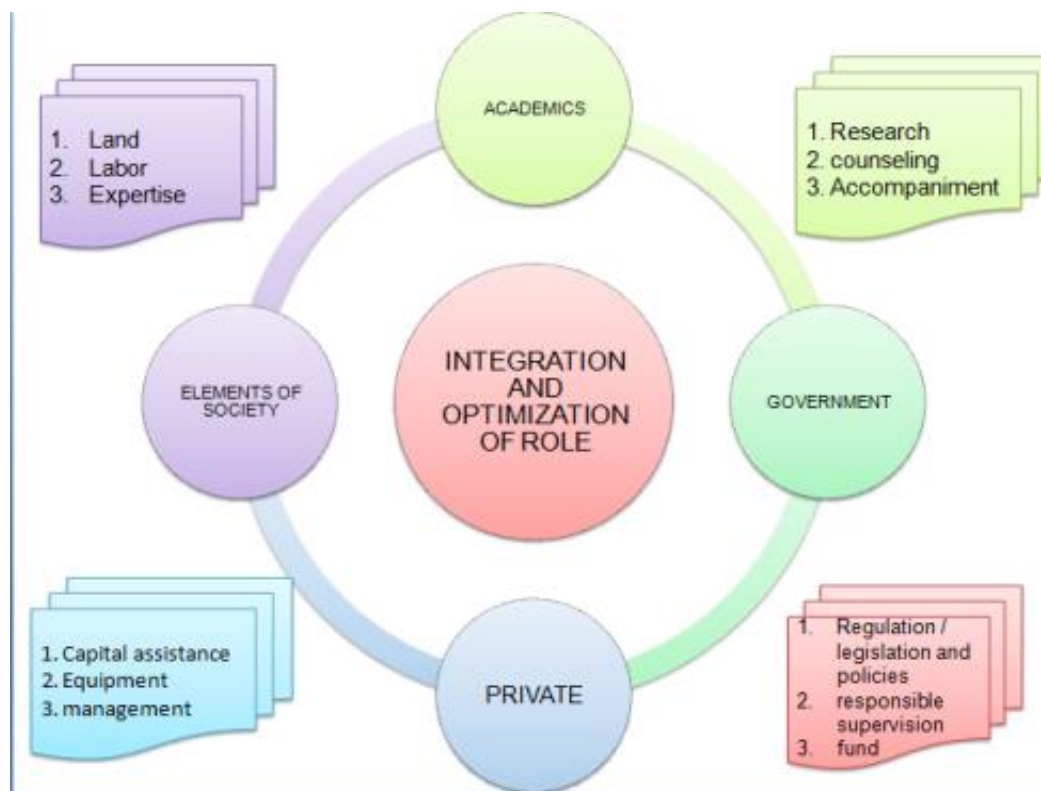 ACADEMICS
1. Land
2. Labor
3. Expertise
1. Research
2. counseling
3. Accompaniment
INTEGRATION
AND
OPTIMIZATION
OF ROLE
ELEMENTS OF
SOCIETY
GOVERNMENT
1. Capital assistance
2. Equipment
3. management
PRIVATE
1. Regulation /
legislation and
policies
2. responsible
supervision
3. fund